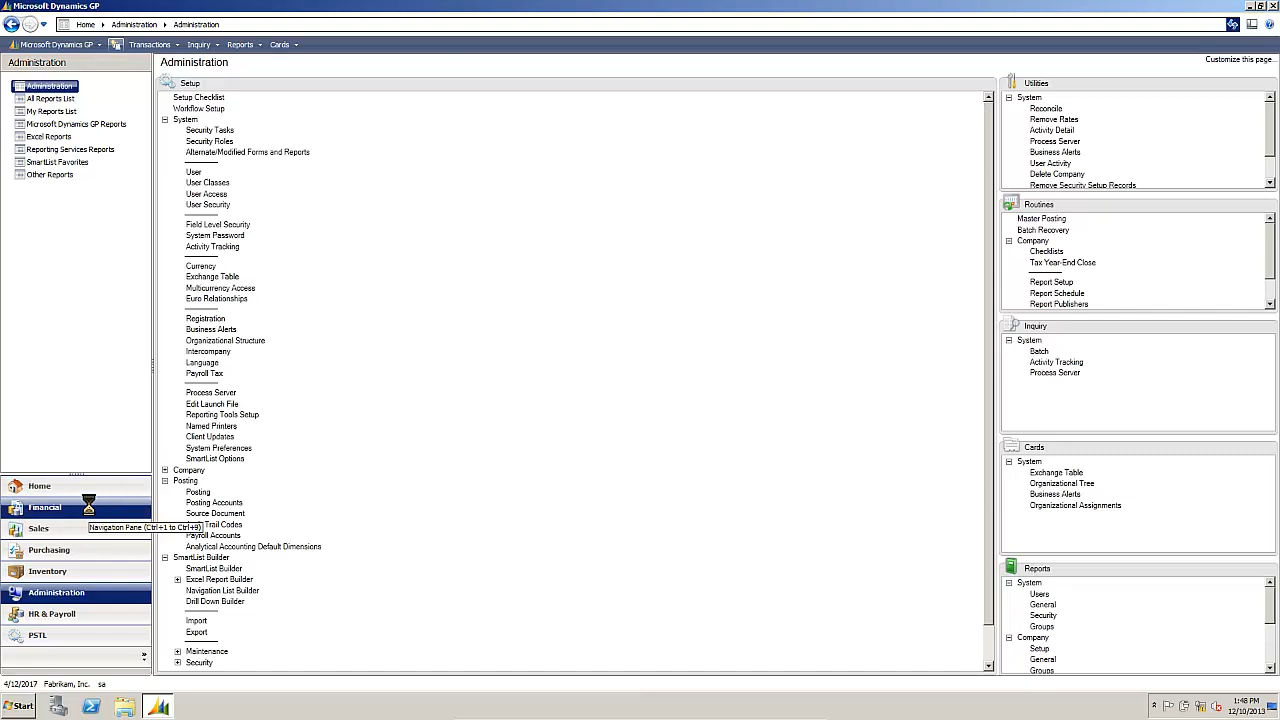 Microsoft Dynamics GP
Home Administration Administration
Microsoft Dynamics GP Transactions Inquiry Reports Cards
Administration
Administration
All Reports List
My Reports List
Microsoft Dynamics GP Reports
Excel Reports
Reporting Services Reports
SmartList Favorites
Other Reports
Home
Financial
Sales
Navigation Pane (Ctrl+1 to Ctrl+9)
Purchasing
Inventory
Administration
HR & Payroll
PSTL
Administration
Customize this page...
Setup
Setup Checklist
Workflow Setup
System
Security Tasks
Security Roles
Alternate/Modified Forms and Reports
User
User Classes
User Access
User Security
Field Level Security
System Password
Activity Tracking
Currency
Exchange Table
Multicurrency Access
Euro Relationships
Registration
Business Alerts
Organizational Structure
Intercompany
Language
Payroll Tax
Process Server
Edit Launch File
Reporting Tools Setup
Named Printers
Client Updates
System Preferences
SmartList Options
Company
Posting
Posting
Posting Accounts
Source Document
Trail Codes
Payroll Accounts
Analytical Accounting Default Dimensions
SmartList Builder
SmartList Builder
Excel Report Builder
Navigation List Builder
Drill Down Builder
Import
Export
Maintenance
Security
Utilities
System
Reconcile
Remove Rates
Activity Detail
Process Server
Business Alerts
User Activity
Delete Company
Remove Security Setup Records
Routines
Master Posting
Batch Recovery
Company
Checklists
Tax Year-End Close
Report Setup
Report Schedule
Report Publishers
Inquiry
System
Batch
Activity Tracking
Process Server
Cards
System
Exchange Table
Organizational Tree
Business Alerts
Organizational Assignments
Reports
System
Users
General
Security
Groups
Company
Setup
General
Groups
4/12/2017 Fabrikam, Inc. sa
Start
1:48 PM
12/10/2013